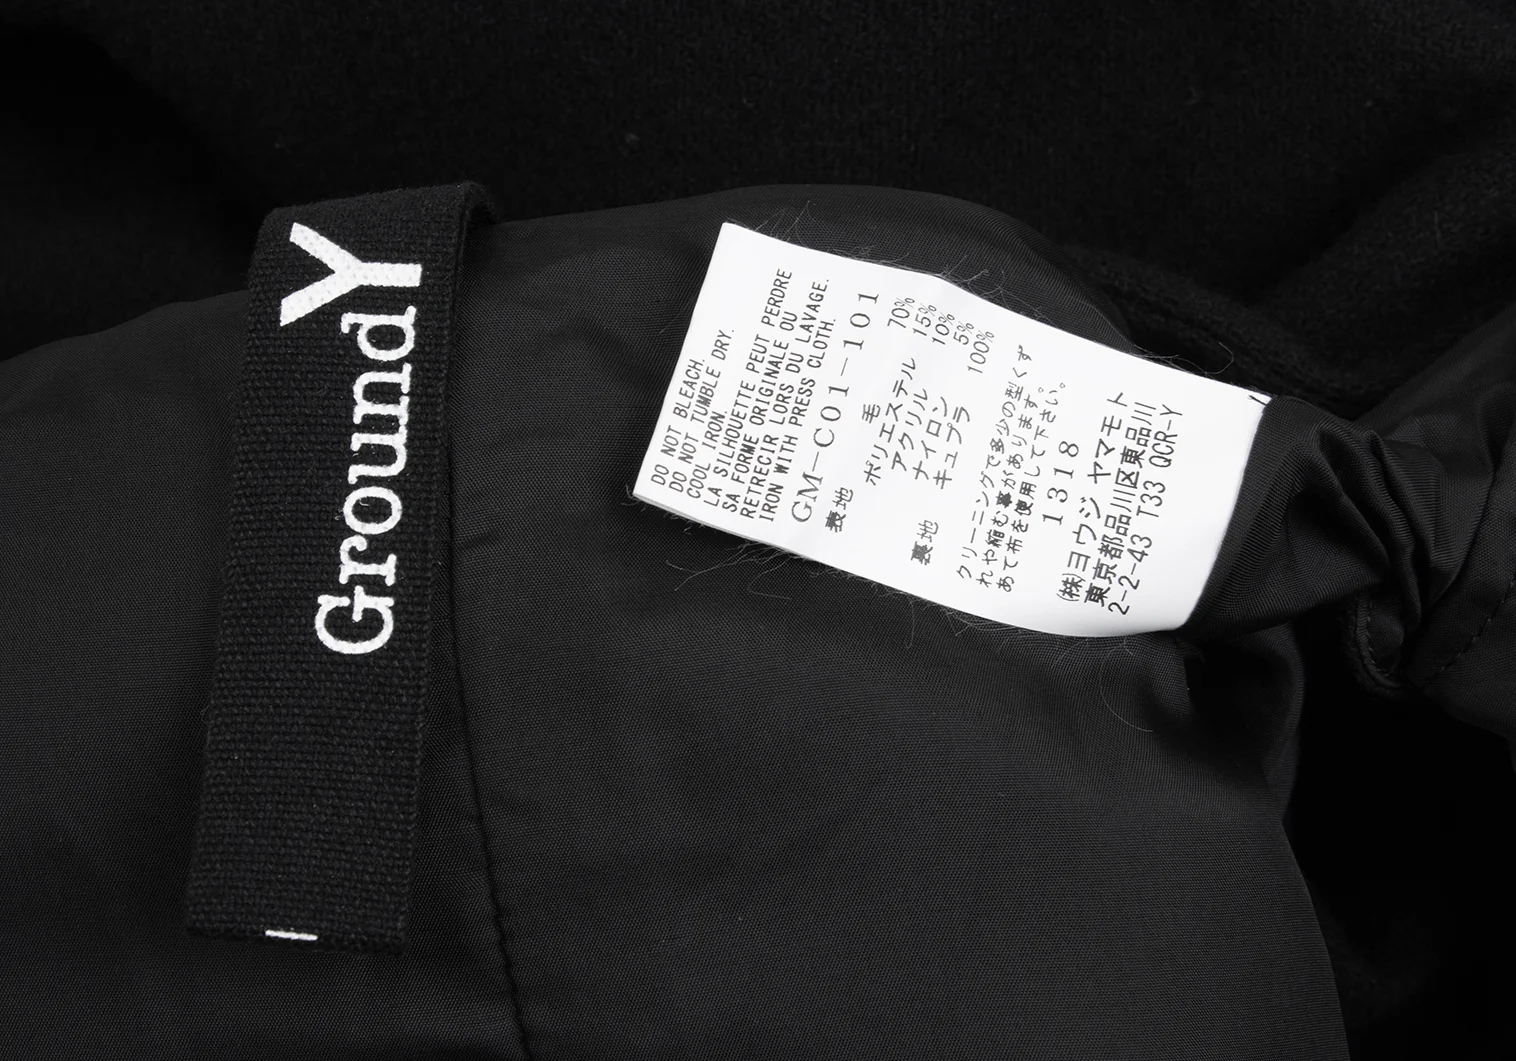 Ground Y
DO NOT BLEACH.
DO NOT TUMBLE DRY.
COOL IRON.
LA SILHOUETTE PEUT PERDRE
SA FORME ORIGINALE OU
RETRECIR LORS DU LAVAGE.
IRON WITH PRESS CLOTH.
GM-C01-101
表地 毛 70%
ポリエステル 15%
アクリル 10%
ナイロン 5%
裏地 キュプラ 100%
クリーニングで多少の型くず
れや縮む事があります。
あて布を使用して下さい。
1318
(株)ヨウジ ヤマモト
東京都品川区東品川
2-2-43 T33 QCR-Y